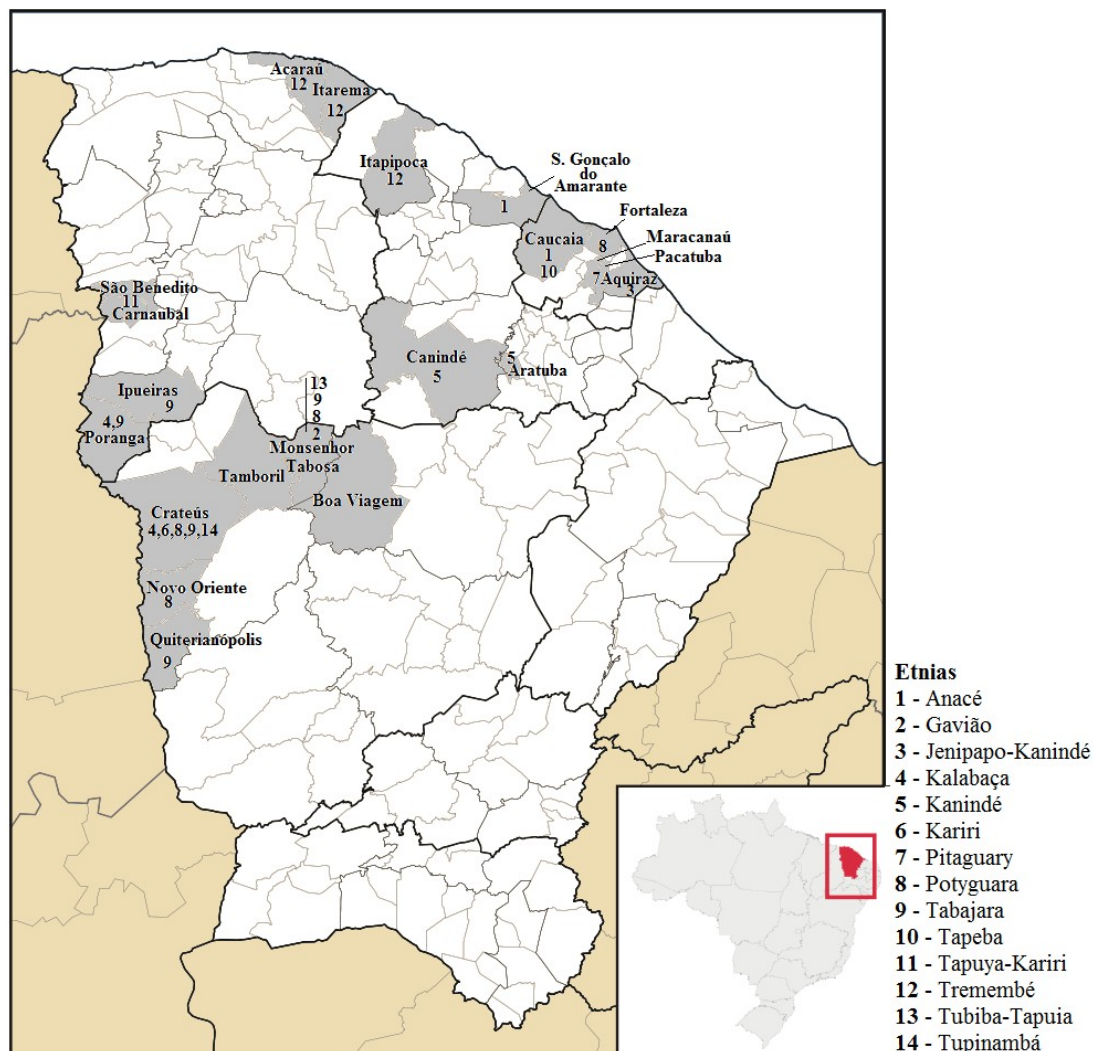 Acaraú
12
Itarema
12
Itapipoca
12
S. Gonçalo
do
Amarante
1
Fortaleza
8
Caucaia
1
10
Maracanaú
Pacatuba
7
Aquiraz
3
São Benedito
11
Carnaubal
Canindé
5
5
Aratuba
Ipueiras
9
4,9
Poranga
13
9
8
2
Monsenhor
Tabosa
Tamboril
Boa Viagem
Crateús
4,6,8,9,14
Novo Oriente
8
Quiterianópolis
9
Etnias
1 - Anacé
2 - Gavião
3 - Jenipapo-Kanindé
4 - Kalabaça
5 - Kanindé
6 - Kariri
7 - Pitaguary
8 - Potyguara
9 - Tabajara
10 - Tapeba
11 - Tapuya-Kariri
12 - Tremembé
13 - Tubiba-Tapuia
14 - Tupinambá